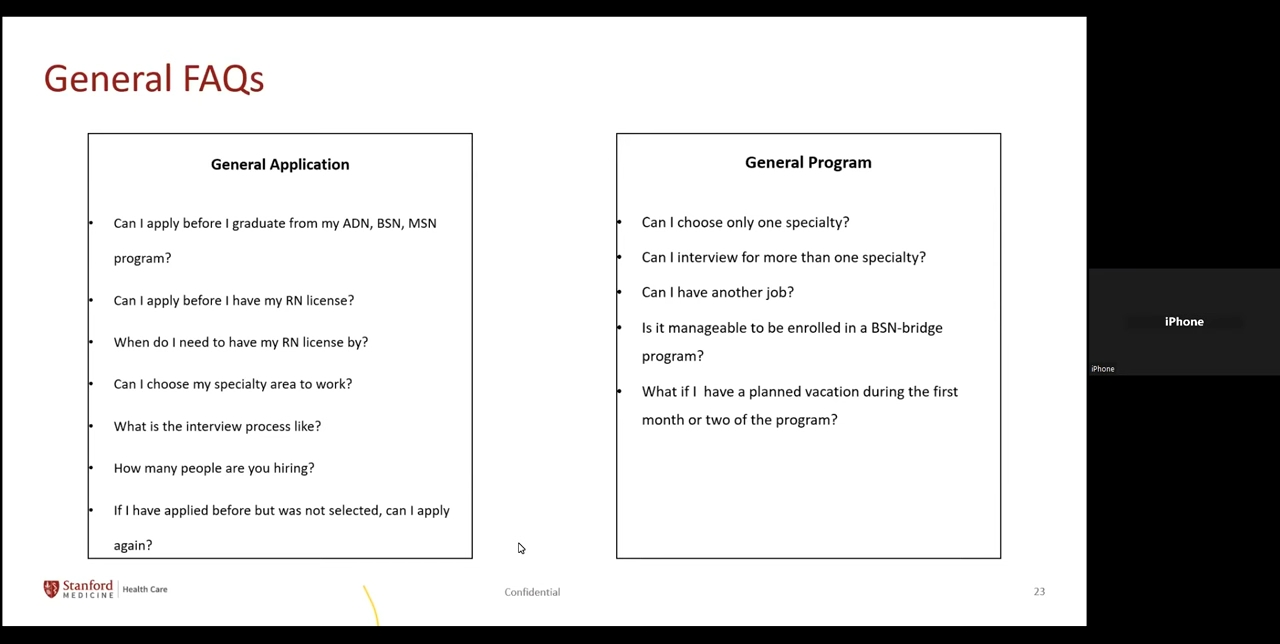 General FAQs
General Application
• Can I apply before I graduate from my ADN, BSN, MSN
program?
• Can I apply before I have my RN license?
• When do I need to have my RN license by?
• Can I choose my specialty area to work?
• What is the interview process like?
• How many people are you hiring?
• If I have applied before but was not selected, can I apply
again?
General Program
• Can I choose only one specialty?
• Can I interview for more than one specialty?
• Can I have another job?
• Is it manageable to be enrolled in a BSN-bridge
program?
• What if I have a planned vacation during the first
month or two of the program?
Stanford
MEDICINE
Health Care
Confidential
23
iPhone
iPhone